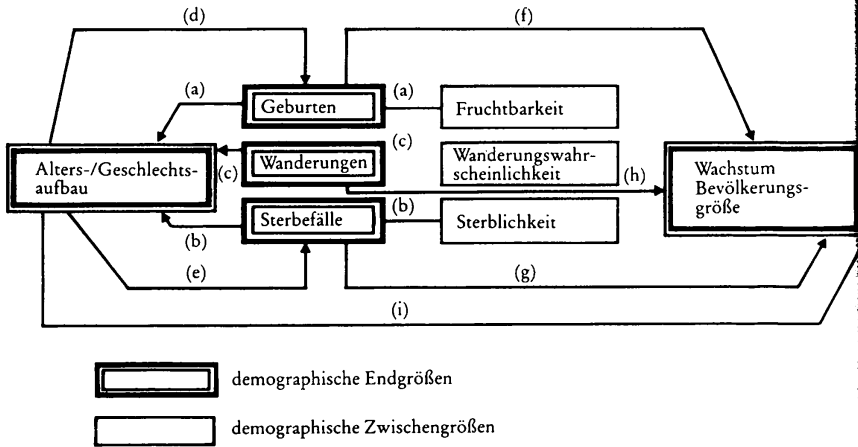 (d)
(f)
(a)
Geburten
(a)
Fruchtbarkeit
Alters-/Geschlechts-
aufbau
(c)
Wanderungen
(c)
Wanderungswahr-
scheinlichkeit
(h)
Wachstum
Bevölkerungs-
größe
(b)
Sterbefälle
(b)
Sterblichkeit
(e)
(g)
(i)
demographische Endgrößen
demographische Zwischengrößen